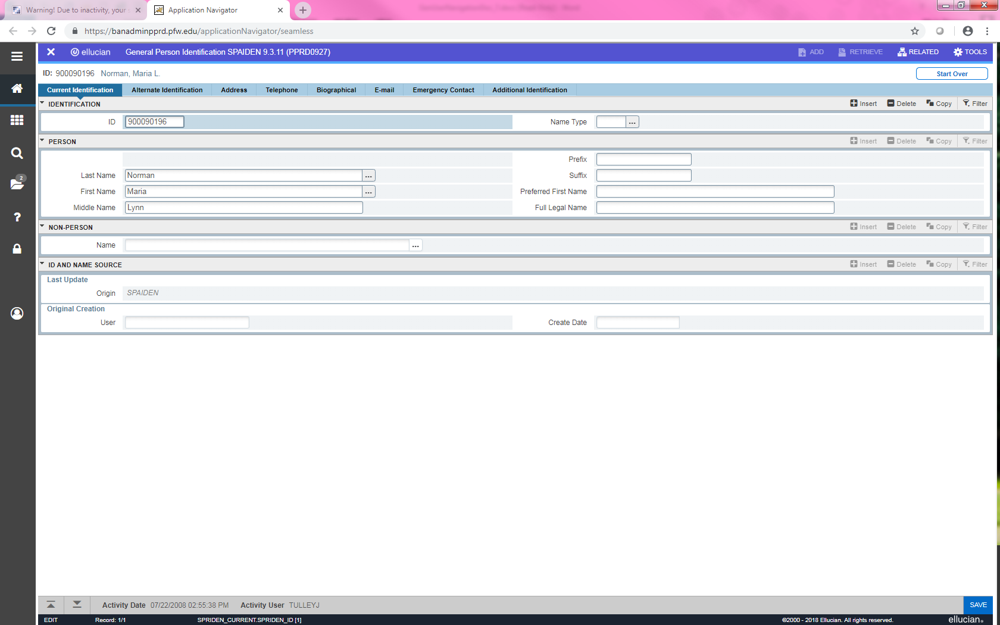 Warning! Due to inactivity, your s
Application Navigator
https://banadminpprd.pfw.edu/applicationNavigator/seamless
ellucian General Person Identification SPAIDEN 9.3.11 (PPRD0927) ADD RETRIEVE RELATED TOOLS
ID: 900090196 Norman, Maria L. Start Over
Current Identification Alternate Identification Address Telephone Biographical E-mail Emergency Contact Additional Identification
IDENTIFICATION Insert Delete Copy Filter
ID 900090196 Name Type ...
PERSON Insert Delete Copy Filter
Prefix
Last Name Norman ... Suffix
2
First Name Maria ... Preferred First Name
Middle Name Lynn Full Legal Name
NON-PERSON Insert Delete Copy Filter
Name ...
ID AND NAME SOURCE Insert Delete Copy Filter
Last Update
Origin SPAIDEN
Original Creation
User Create Date
Activity Date 07/22/2008 02:55:38 PM Activity User TULLEYJ SAVE
EDIT Record: 1/1 SPRIDEN_CURRENT.SPRIDEN_ID [1] ©2000 - 2018 Ellucian. All rights reserved. ellucian.